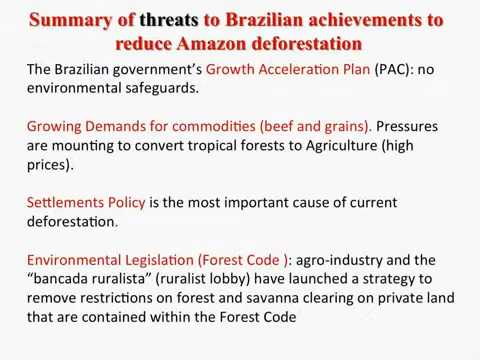 Summary of threats to Brazilian achievements to
reduce Amazon deforestation
The Brazilian government's Growth Acceleration Plan (PAC): no
environmental safeguards.
Growing Demands for commodities (beef and grains). Pressures
are mounting to convert tropical forests to Agriculture (high
prices).
Settlements Policy is the most important cause of current
deforestation.
Environmental Legislation (Forest Code ): agro-industry and the
“bancada ruralista” (ruralist lobby) have launched a strategy to
remove restrictions on forest and savanna clearing on private land
that are contained within the Forest Code